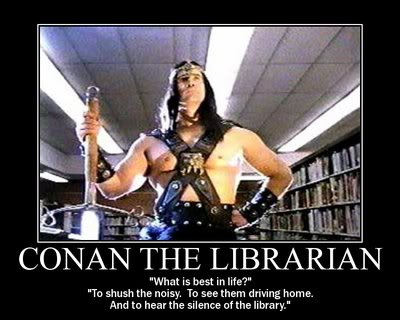 CONAN THE LIBRARIAN
"What is best in life?"
"To shush the noisy.  To see them driving home.
And to hear the silence of the library."